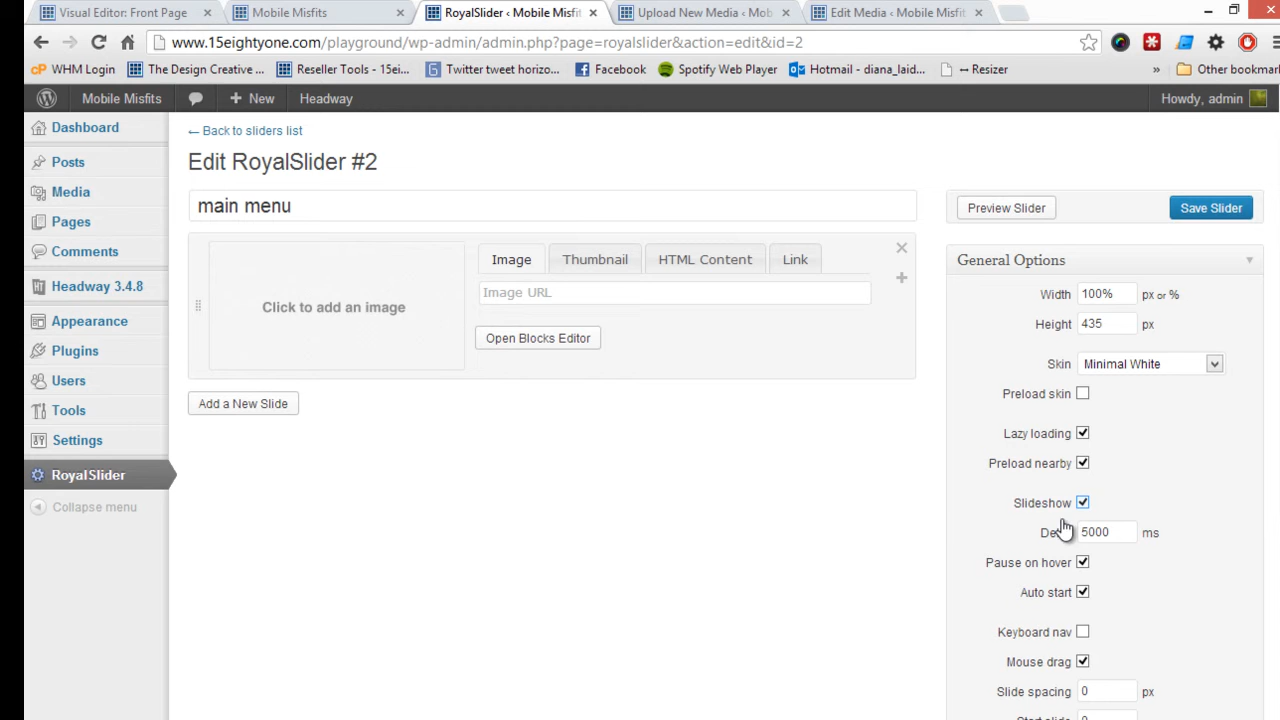 Visual Editor: Front Page
Mobile Misfits
RoyalSlider ‹ Mobile Misfit
Upload New Media ‹ Mob
Edit Media ‹ Mobile Misfits
www.15eightyone.com/playground/wp-admin/admin.php?page=royalslider&action=edit&id=2
cP WHM Login
The Design Creative ...
Reseller Tools - 15ei...
Twitter tweet horizo...
Facebook
Spotify Web Player
Hotmail - diana_laid...
↔ Resizer
»
Other bookmar
Mobile Misfits
+ New
Headway
Howdy, admin
Dashboard
Posts
Media
Pages
Comments
Headway 3.4.8
Appearance
Plugins
Users
Tools
Settings
RoyalSlider
Collapse menu
← Back to sliders list
Edit RoyalSlider #2
main menu
Click to add an image
Image
Thumbnail
HTML Content
Link
Image URL
Open Blocks Editor
Add a New Slide
Preview Slider
Save Slider
General Options
Width 100% px or %
Height 435 px
Skin Minimal White
Preload skin
Lazy loading
Preload nearby
Slideshow
5000 ms
Pause on hover
Auto start
Keyboard nav
Mouse drag
Slide spacing 0 px